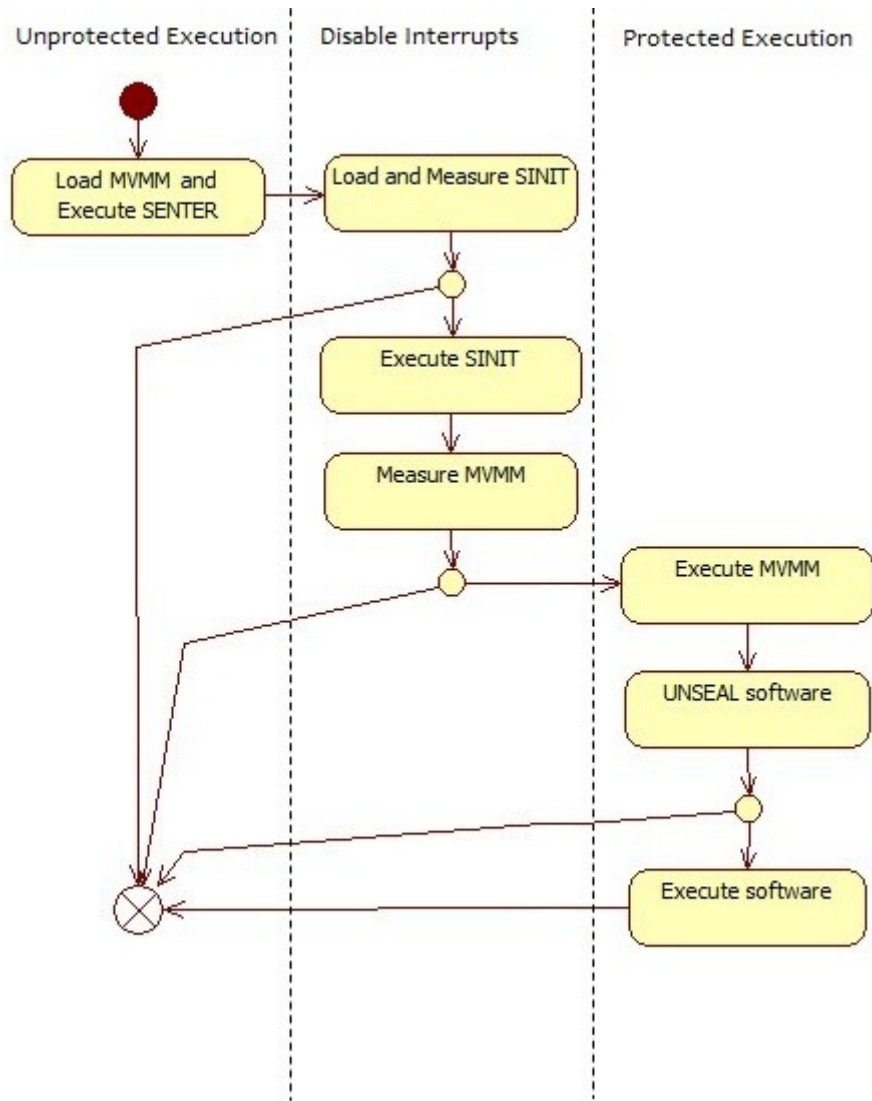 Unprotected Execution
Disable Interrupts
Protected Execution
Load MVMM and
Execute SENTER
Load and Measure SINIT
Execute SINIT
Measure MVMM
Execute MVMM
UNSEAL software
Execute software